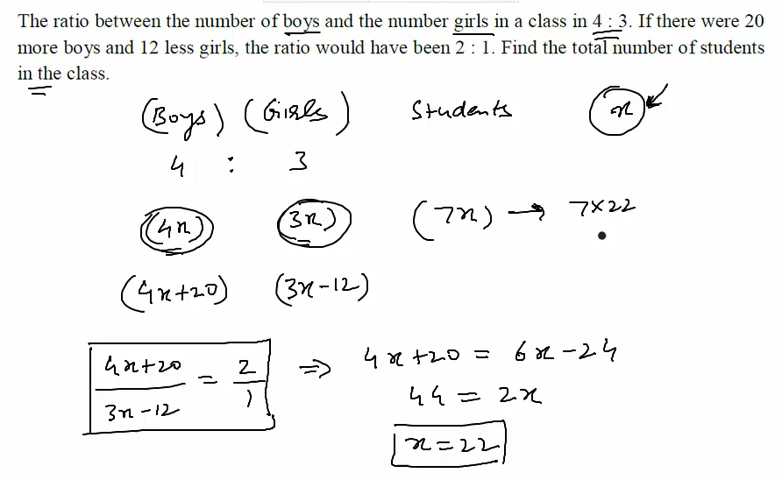 The ratio between the number of boys and the number girls in a class in 4 : 3. If there were 20
more boys and 12 less girls, the ratio would have been 2 : 1. Find the total number of students
in the class.
(Boys) (Girls) Students x
4 : 3
(4x) (3x) (7x) → 7×22
(4x+20) (3x-12)
4x+20/3x-12 = 2/1 ⇒ 4x+20 = 6x-24
44 = 2x
x=22